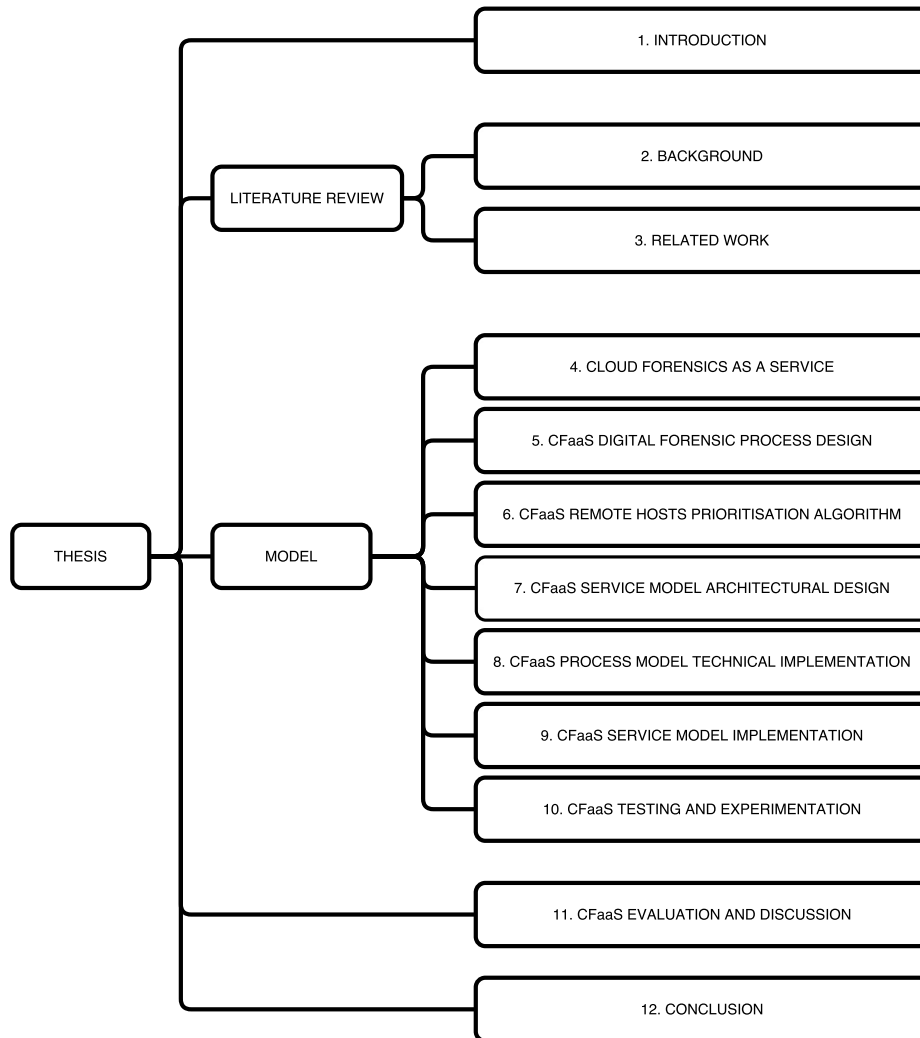 1. INTRODUCTION
2. BACKGROUND
LITERATURE REVIEW
3. RELATED WORK
4. CLOUD FORENSICS AS A SERVICE
5. CFaaS DIGITAL FORENSIC PROCESS DESIGN
6. CFaaS REMOTE HOSTS PRIORITISATION ALGORITHM
THESIS
MODEL
7. CFaaS SERVICE MODEL ARCHITECTURAL DESIGN
8. CFaaS PROCESS MODEL TECHNICAL IMPLEMENTATION
9. CFaaS SERVICE MODEL IMPLEMENTATION
10. CFaaS TESTING AND EXPERIMENTATION
11. CFaaS EVALUATION AND DISCUSSION
12. CONCLUSION